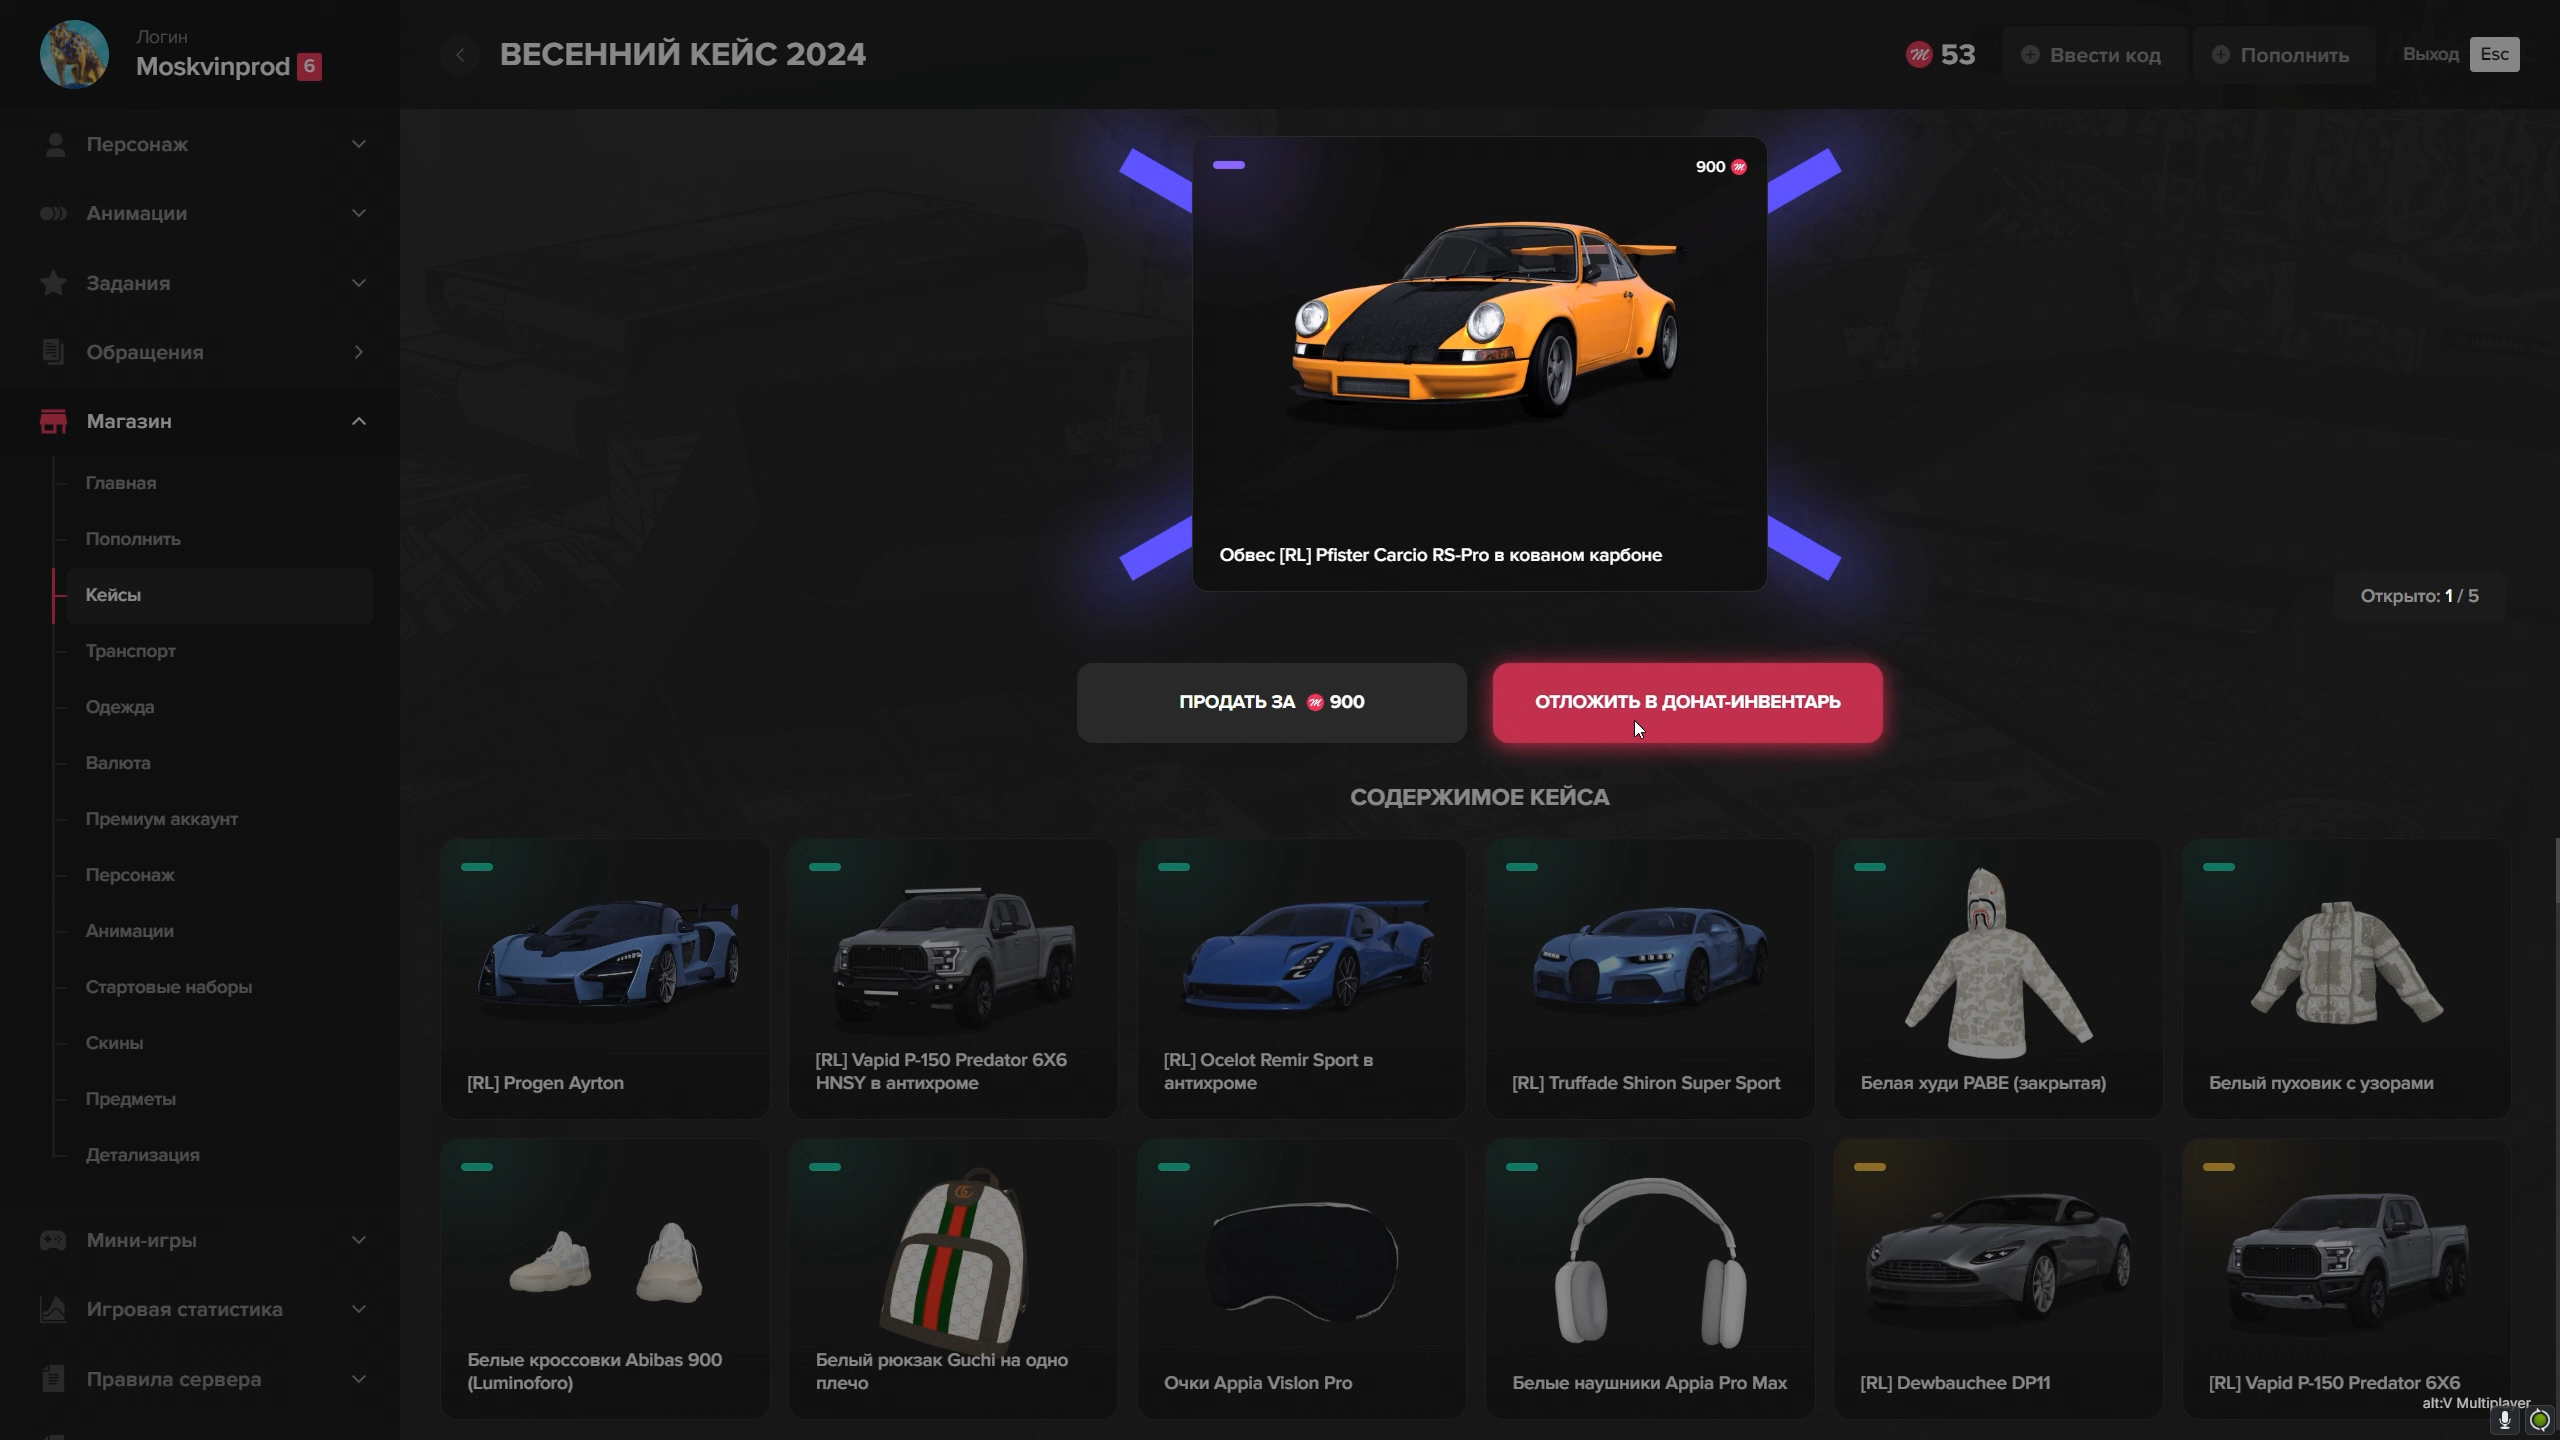 Логин
Moskvinprod 6
ВЕСЕННИЙ КЕЙС 2024
53
Ввести код
Пополнить
Выход
Esc
Персонаж
Анимации
Задания
Обращения
Магазин
Главная
Пополнить
Кейсы
Транспорт
Одежда
Валюта
Премиум аккаунт
Персонаж
Анимации
Стартовые наборы
Скины
Предметы
Детализация
Мини-игры
Игровая статистика
Правила сервера
900
Обвес [RL] Pfister Carcio RS-Pro в кованом карбоне
Открыто: 1 / 5
ПРОДАТЬ ЗА 900
ОТЛОЖИТЬ В ДОНАТ-ИНВЕНТАРЬ
СОДЕРЖИМОЕ КЕЙСА
[RL] Progen Ayrton
[RL] Vapid P-150 Predator 6X6
HNSY в антихроме
[RL] Ocelot Remir Sport в
антихроме
[RL] Truffade Shiron Super Sport
Белая худи PABE (закрытая)
Белый пуховик с узорами
Белые кроссовки Abibas 900
(Luminoforo)
Белый рюкзак Guchi на одно
плечо
Очки Appia Vislon Pro
Белые наушники Appia Pro Max
[RL] Dewbauchee DP11
[RL] Vapid P-150 Predator 6X6
alt:V Multiplayer